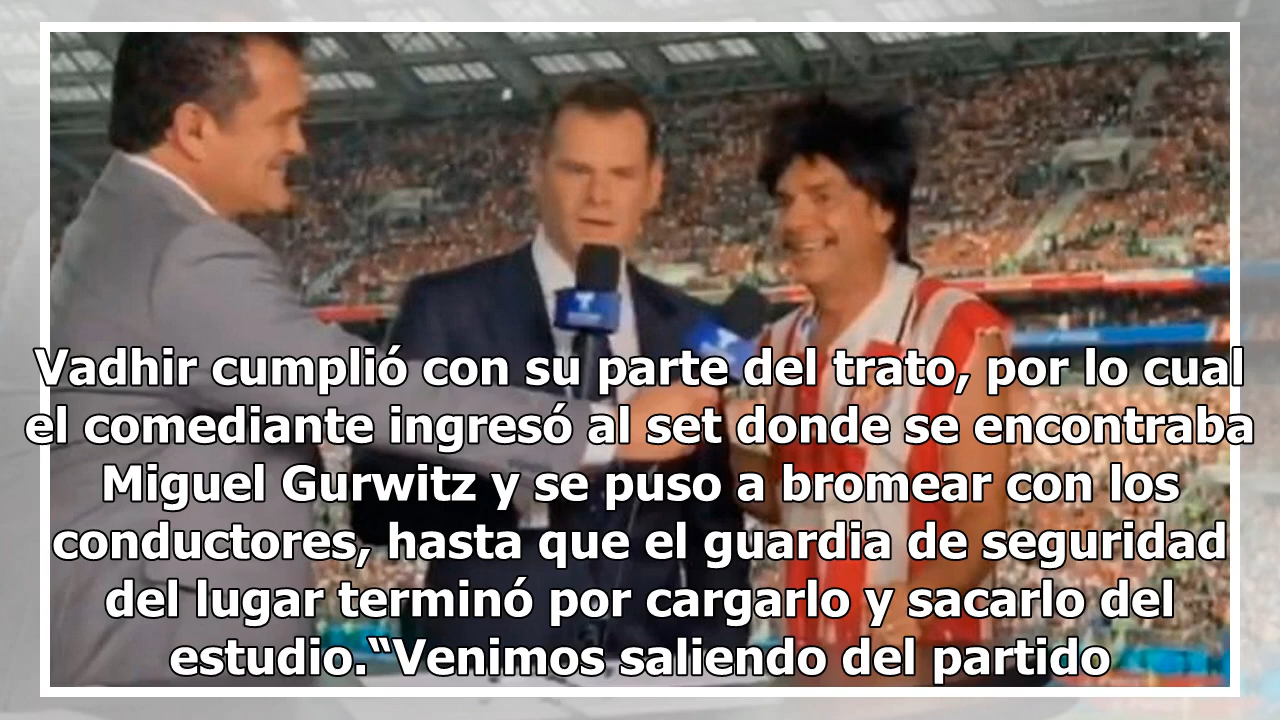 Vadhir cumplió con su parte del trato, por lo cual
el comediante ingresó al set donde se encontraba
Miguel Gurwitz y se puso a bromear con los
conductores, hasta que el guardia de seguridad
del lugar terminó por cargarlo y sacarlo del
estudio.“Venimos saliendo del partido